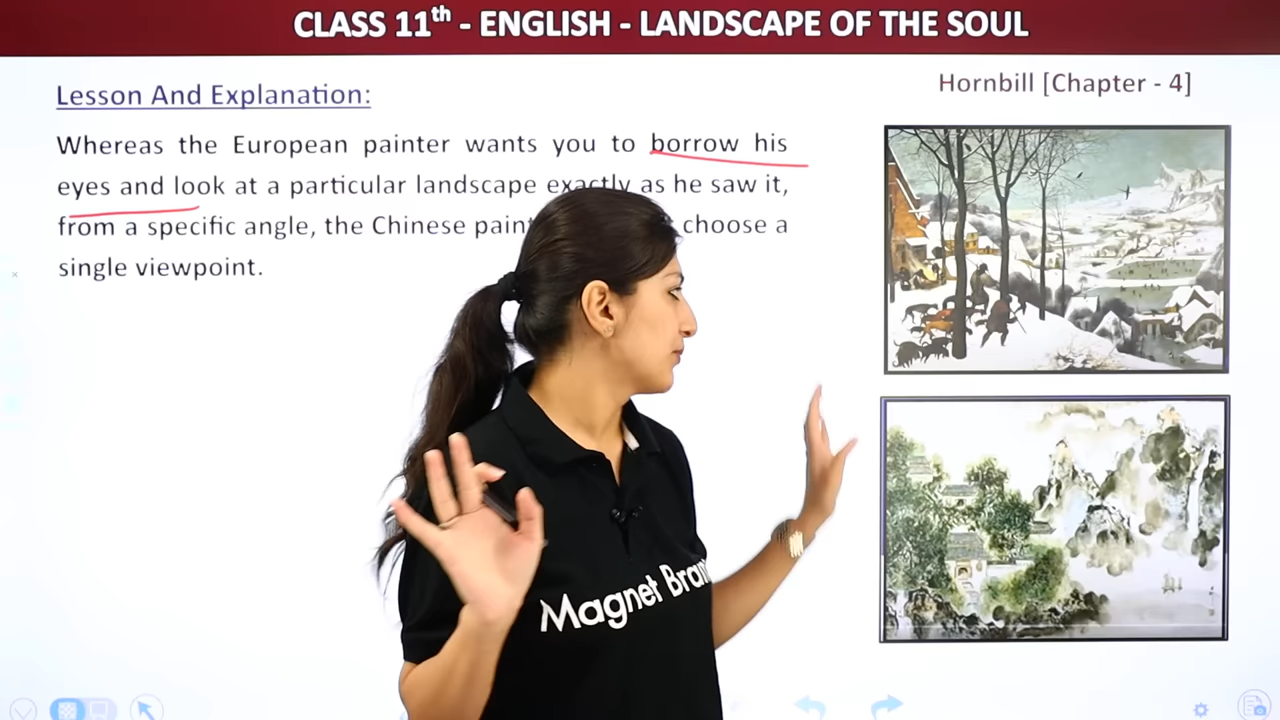 CLASS 11th - ENGLISH - LANDSCAPE OF THE SOUL
Lesson And Explanation:
Hornbill [Chapter - 4]
Whereas the European painter wants you to borrow his
eyes and look at a particular landscape exactly as he saw it,
from a specific angle, the Chinese choose a
single viewpoint.
Magnet